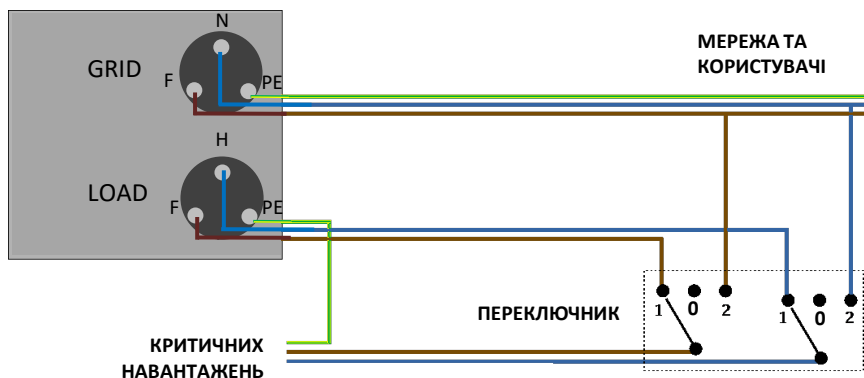 N
GRID
F
PE
МЕРЕЖА ТА
КОРИСТУВАЧІ
H
LOAD
F
PE
1
0
2
1
0
2
ПЕРЕКЛЮЧНИК
КРИТИЧНИХ
НАВАНТАЖЕНЬ